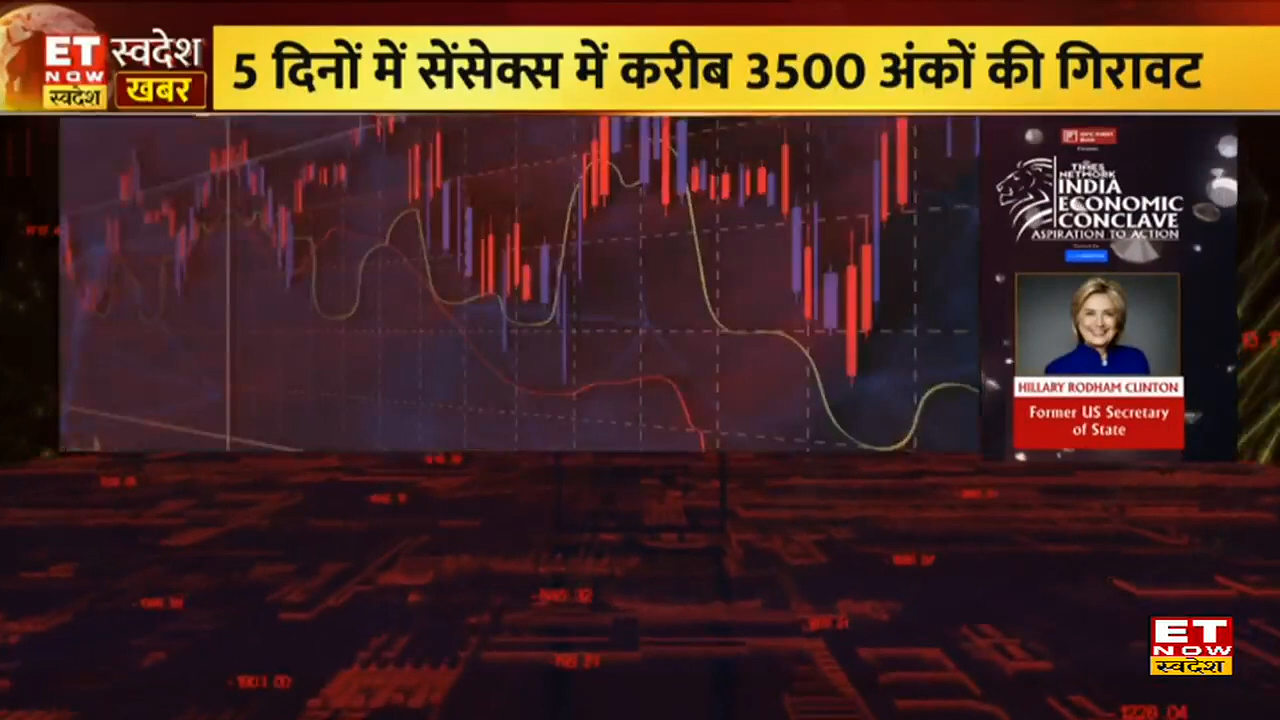 ET
NOW
स्वदेश
स्वदेश
खबर
5 दिनों में सेंसेक्स में करीब 3500 अंकों की गिरावट
TIMES
NETWORK
INDIA
ECONOMIC
CONCLAVE
ASPIRATION TO ACTION
HILLARY RODHAM CLINTON
Former US Secretary
of State
ET
NOW
स्वदेश